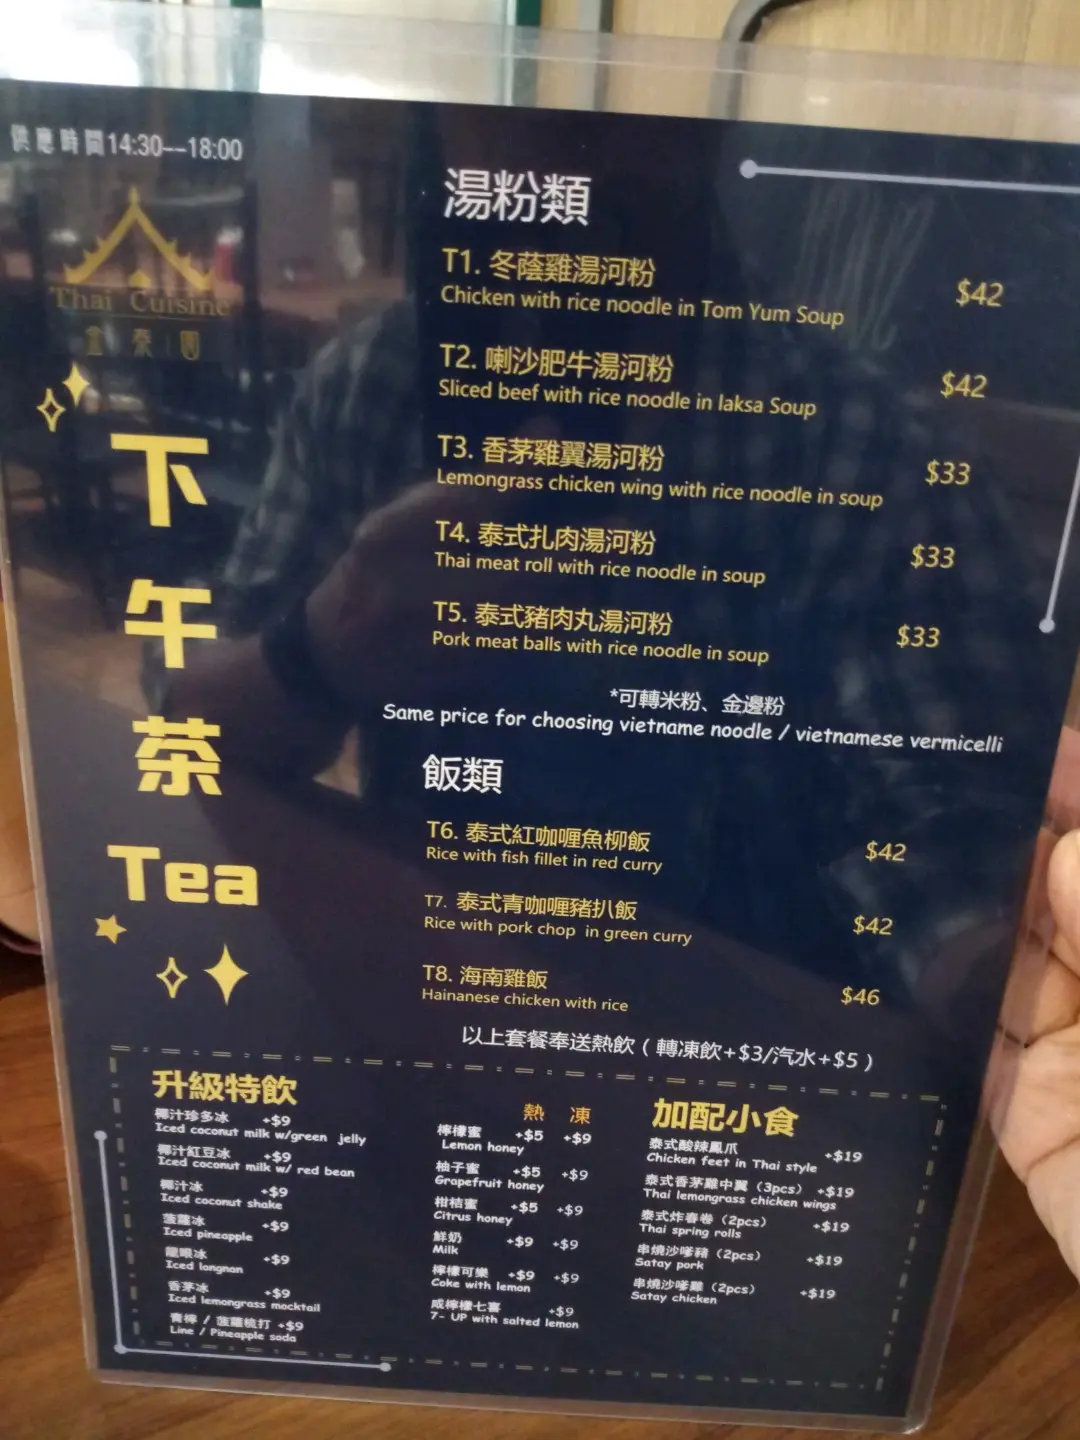 供應時間14:30--18:00
Thai Cuisine
金泰園
下
午
茶
Tea
湯粉類
T1. 冬蔭雞湯河粉 $42
Chicken with rice noodle in Tom Yum Soup
T2. 喇沙肥牛湯河粉 $42
Sliced beef with rice noodle in laksa Soup
T3. 香茅雞翼湯河粉 $33
Lemongrass chicken wing with rice noodle in soup
T4. 泰式扎肉湯河粉 $33
Thai meat roll with rice noodle in soup
T5. 泰式豬肉丸湯河粉 $33
Pork meat balls with rice noodle in soup
*可轉米粉、金邊粉
Same price for choosing vietname noodle / vietnamese vermicelli
飯類
T6. 泰式紅咖喱魚柳飯 $42
Rice with fish fillet in red curry
T7. 泰式青咖喱豬扒飯 $42
Rice with pork chop in green curry
T8. 海南雞飯 $46
Hainanese chicken with rice
以上套餐奉送熱飲（轉凍飲+$3/汽水+$5）
升級特飲
椰汁珍多冰 +$9
Iced coconut milk w/green jelly
椰汁紅豆冰 +$9
Iced coconut milk w/ red bean
椰汁冰 +$9
Iced coconut shake
菠蘿冰 +$9
Iced pineapple
龍眼冰 +$9
Iced longnan
香茅冰 +$9
Iced lemongrass mocktail
青檸 / 菠蘿梳打 +$9
Line / Pineapple soda
熱 凍
檸檬蜜 +$5 +$9
Lemon honey
柚子蜜 +$5 +$9
Grapefruit honey
柑桔蜜 +$5 +$9
Citrus honey
鮮奶 +$9 +$9
Milk
檸檬可樂 +$9 +$9
Coke with lemon
咸檸檬七喜 +$9
7- UP with salted lemon
加配小食
泰式酸辣鳳爪 +$19
Chicken feet in Thai style
泰式香茅雞中翼（3pcs） +$19
Thai lemongrass chicken wings
泰式炸春卷（2pcs） +$19
Thai spring rolls
串燒沙嗲豬（2pcs） +$19
Satay pork
串燒沙嗲雞（2pcs） +$19
Satay chicken